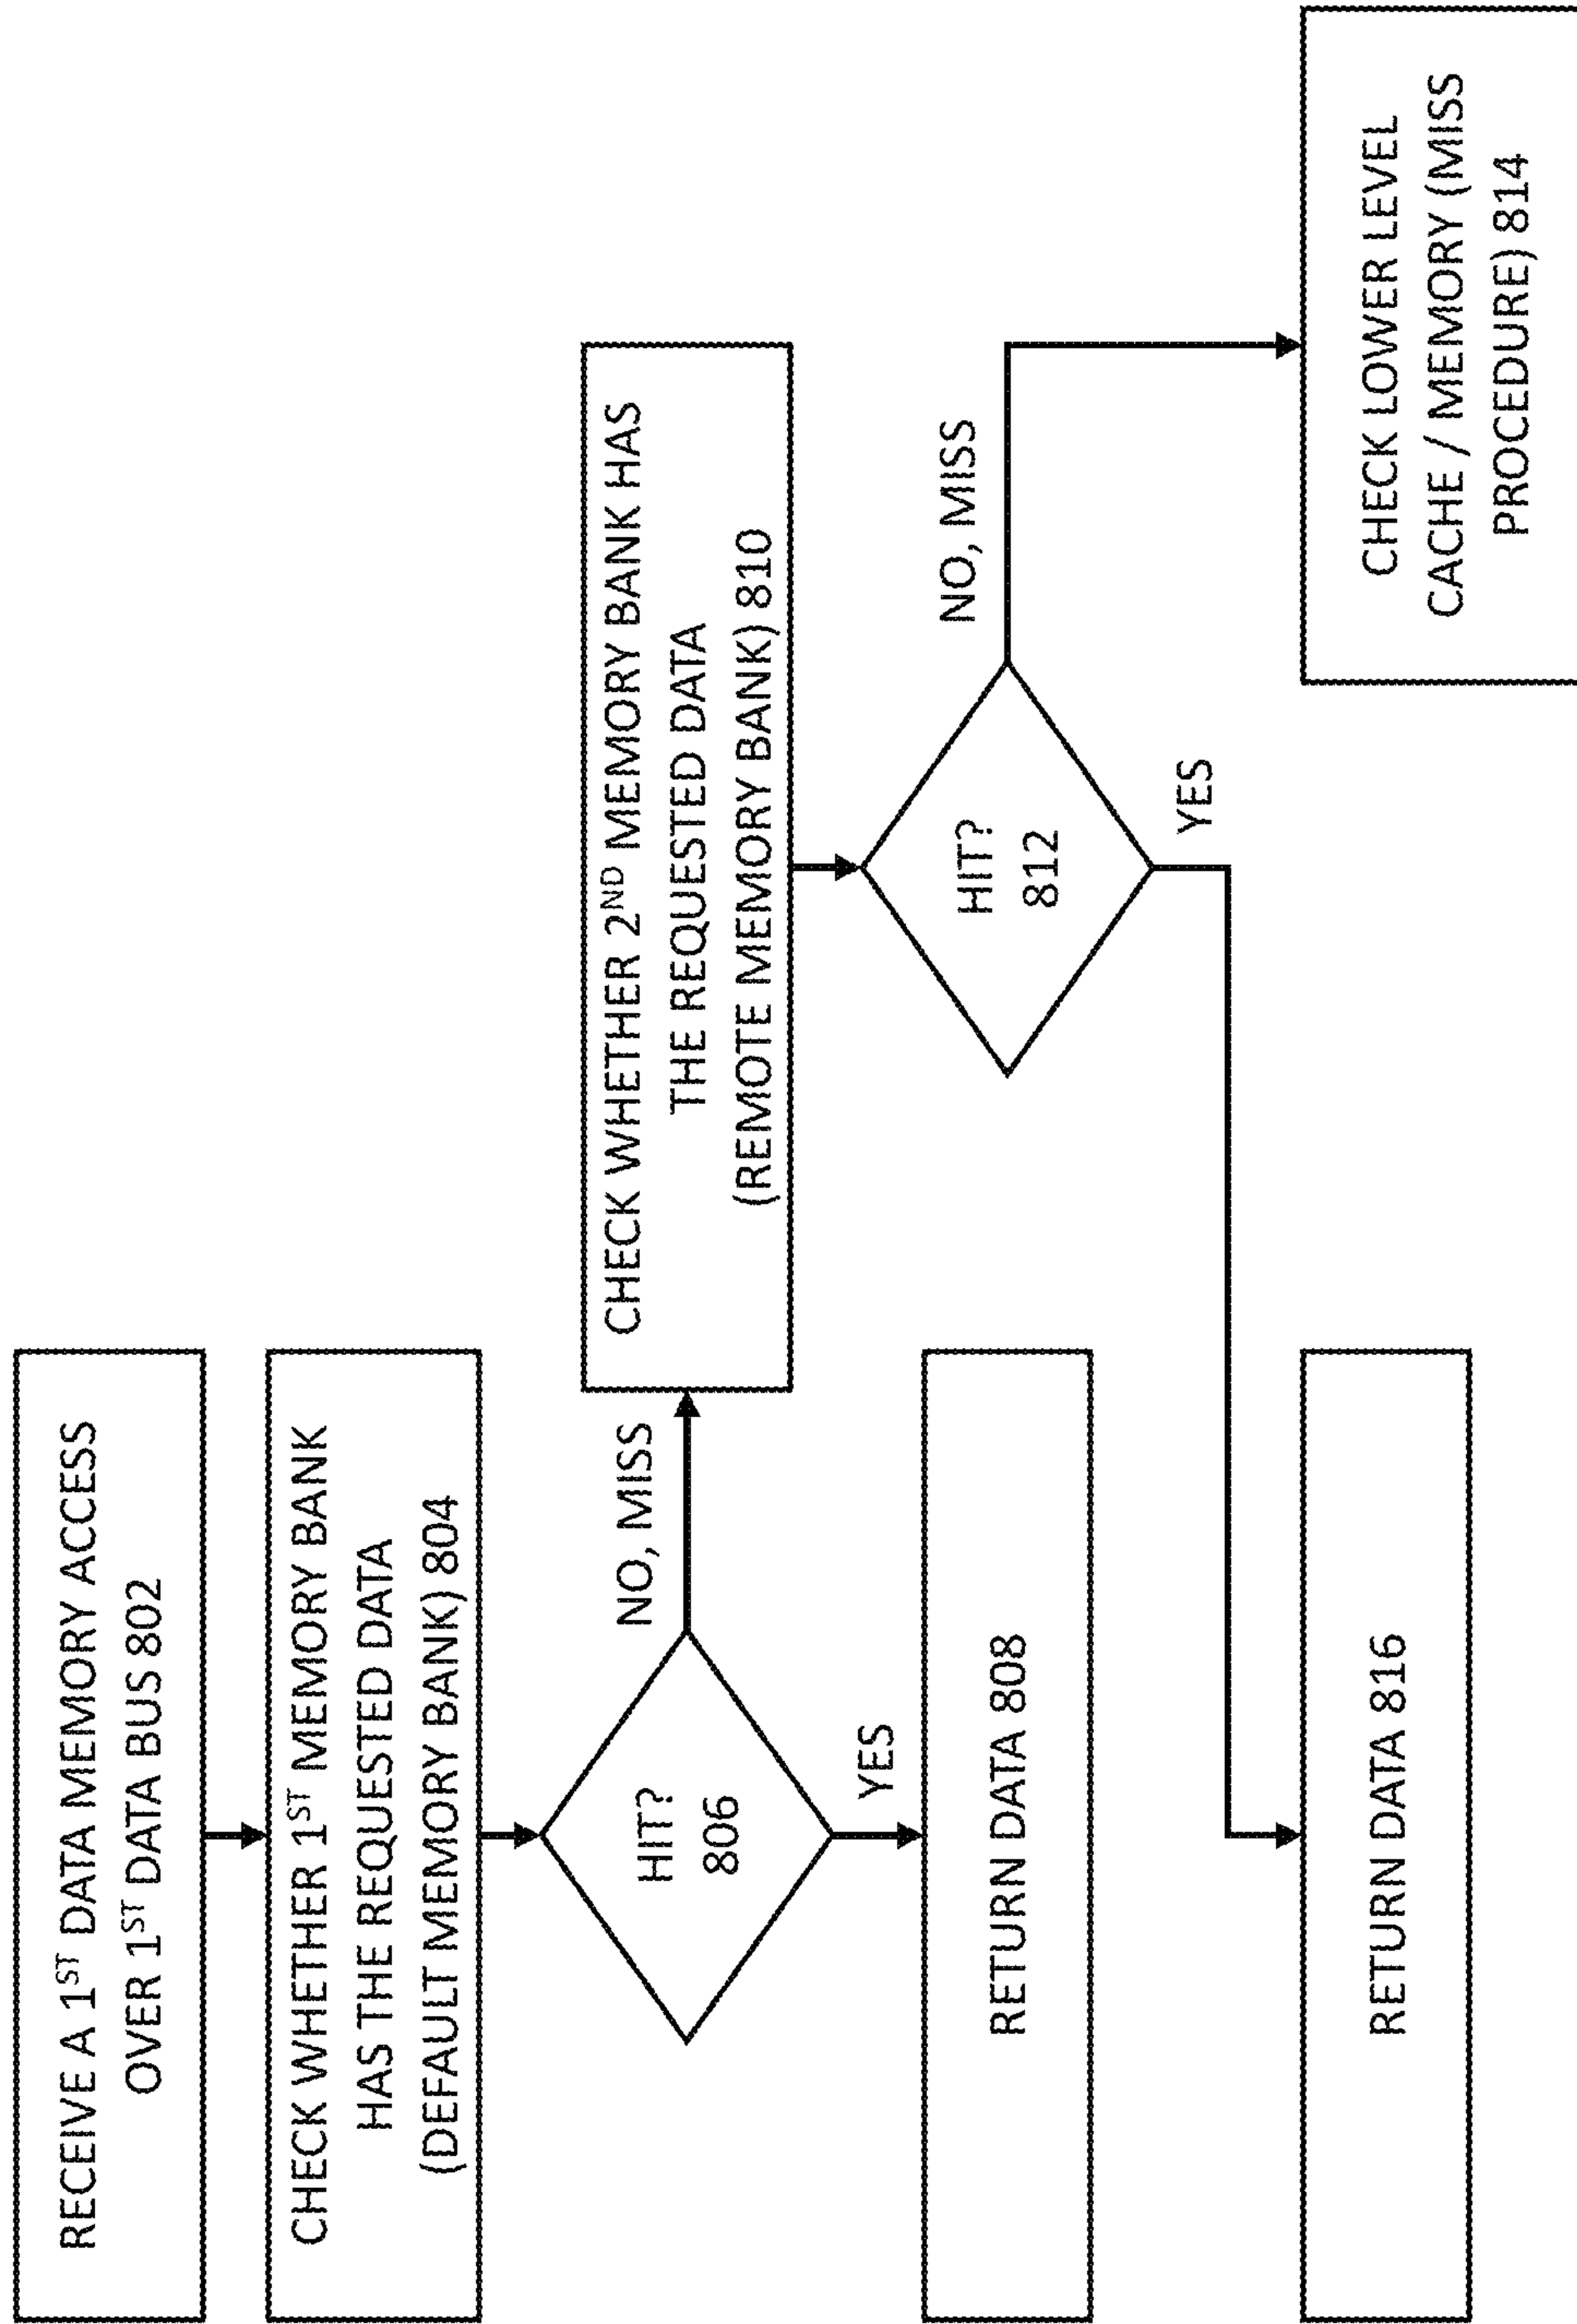 RECEIVE A 1ST DATA MEMORY ACCESS
OVER 1ST DATA BUS 802
CHECK WHETHER 1ST MEMORY BANK
HAS THE REQUESTED DATA
(DEFAULT MEMORY BANK) 804
HIT?
806
NO, MISS
YES
RETURN DATA 808
CHECK WHETHER 2ND MEMORY BANK HAS
THE REQUESTED DATA
(REMOTE MEMORY BANK) 810
HIT?
812
NO, MISS
YES
CHECK LOWER LEVEL
CACHE / MEMORY (MISS
PROCEDURE) 814
RETURN DATA 816